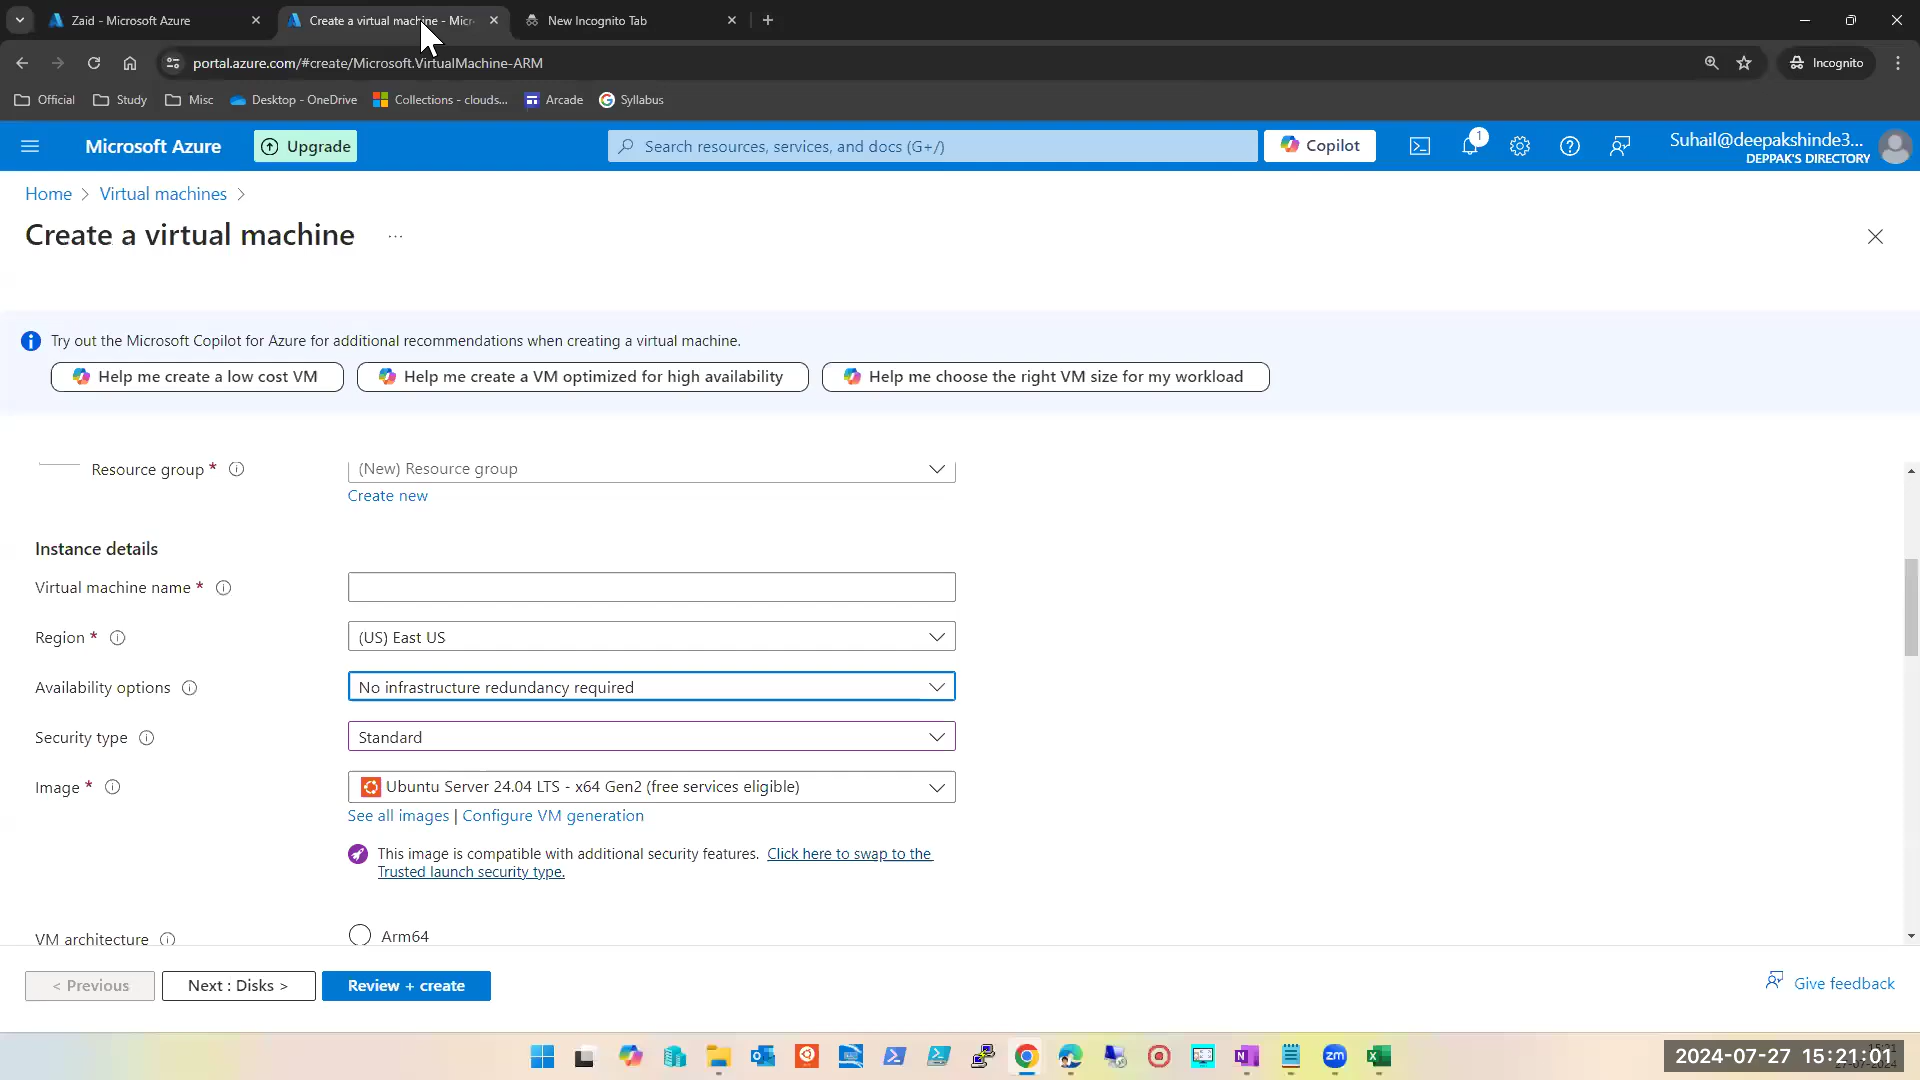 Zaid - Microsoft Azure
Create a virtual machine - Micr
New Incognito Tab
portal.azure.com/#create/Microsoft.VirtualMachine-ARM
Incognito
Official
Study
Misc
Desktop - OneDrive
Collections - clouds...
Arcade
Syllabus
Microsoft Azure
Upgrade
Search resources, services, and docs (G+/)
Copilot
1
Suhail@deepakshinde3...
DEPPAK'S DIRECTORY
Home > Virtual machines >
Create a virtual machine ...
Try out the Microsoft Copilot for Azure for additional recommendations when creating a virtual machine.
Help me create a low cost VM
Help me create a VM optimized for high availability
Help me choose the right VM size for my workload
Resource group *
(New) Resource group
Create new
Instance details
Virtual machine name *
Region *
(US) East US
Availability options
No infrastructure redundancy required
Security type
Standard
Image *
Ubuntu Server 24.04 LTS - x64 Gen2 (free services eligible)
See all images | Configure VM generation
This image is compatible with additional security features. Click here to swap to the
Trusted launch security type.
VM architecture
Arm64
< Previous
Next : Disks >
Review + create
Give feedback
zm
2024-07-27 15:21:01